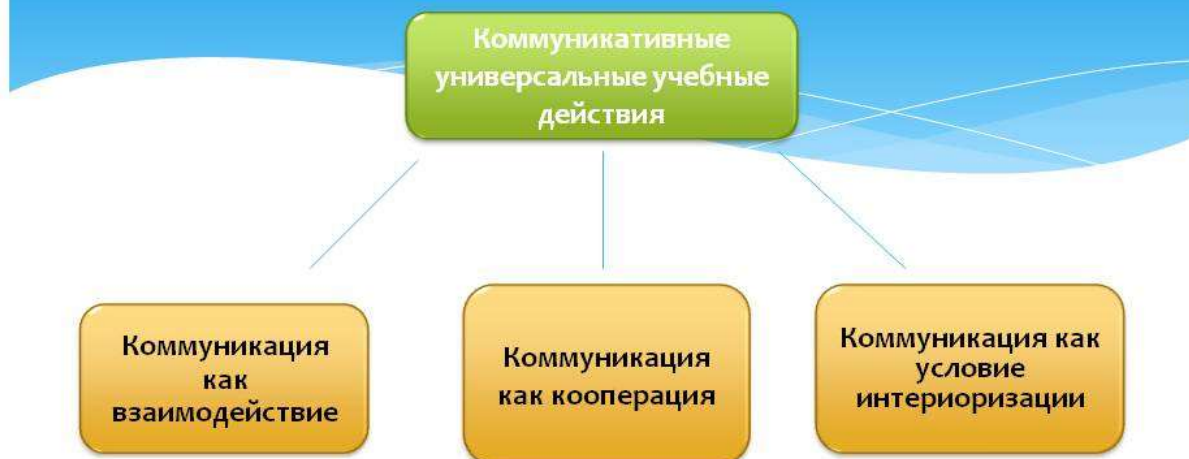 Коммуникативные
универсальные учебные
действия
Коммуникация
как
взаимодействие
Коммуникация
как кооперация
Коммуникация как
условие
интериоризации